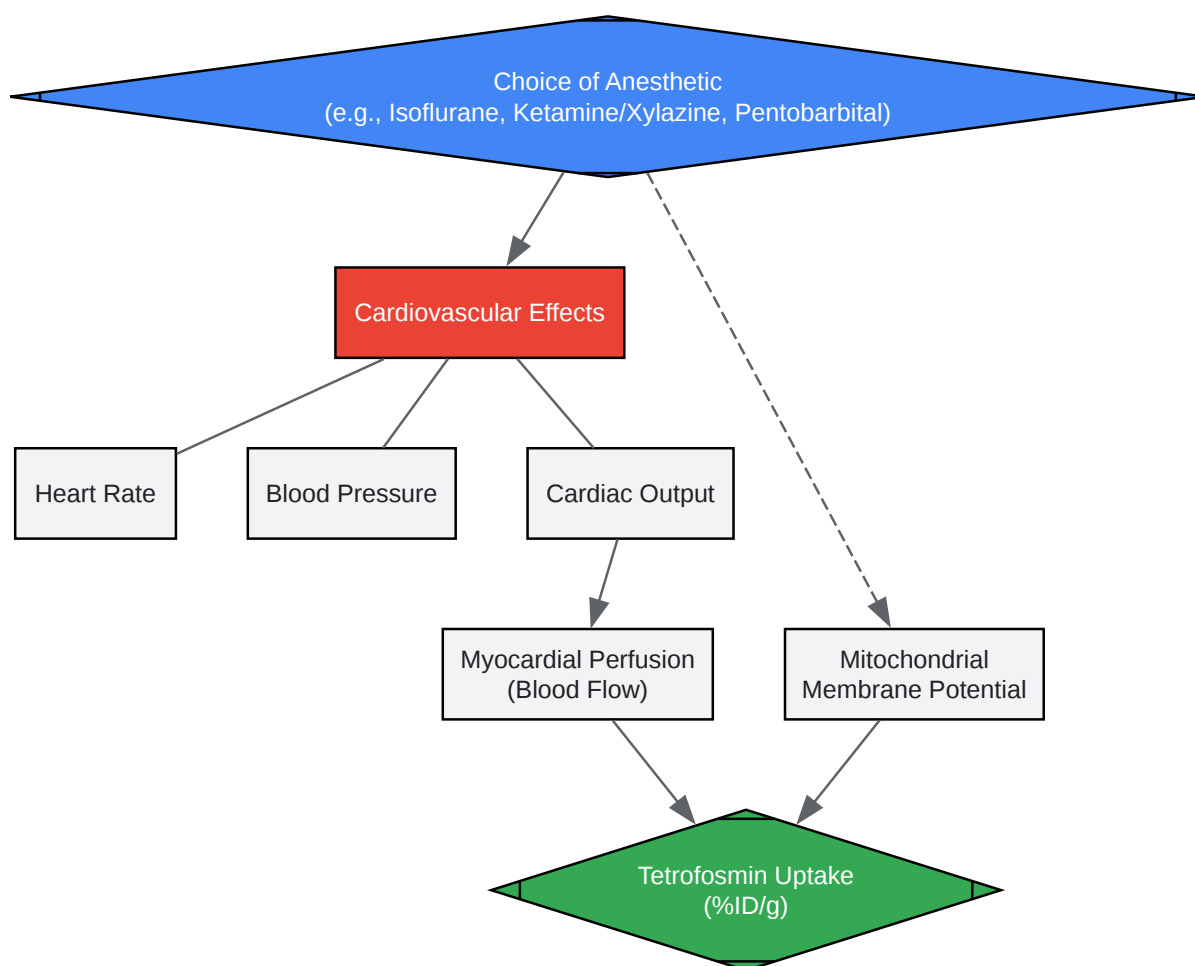 Choice of Anesthetic
(e.g., Isoflurane, Ketamine/Xylazine, Pentobarbital)
Cardiovascular Effects
Heart Rate
Blood Pressure
Cardiac Output
Myocardial Perfusion
(Blood Flow)
Mitochondrial
Membrane Potential
Tetrofosmin Uptake
(%ID/g)